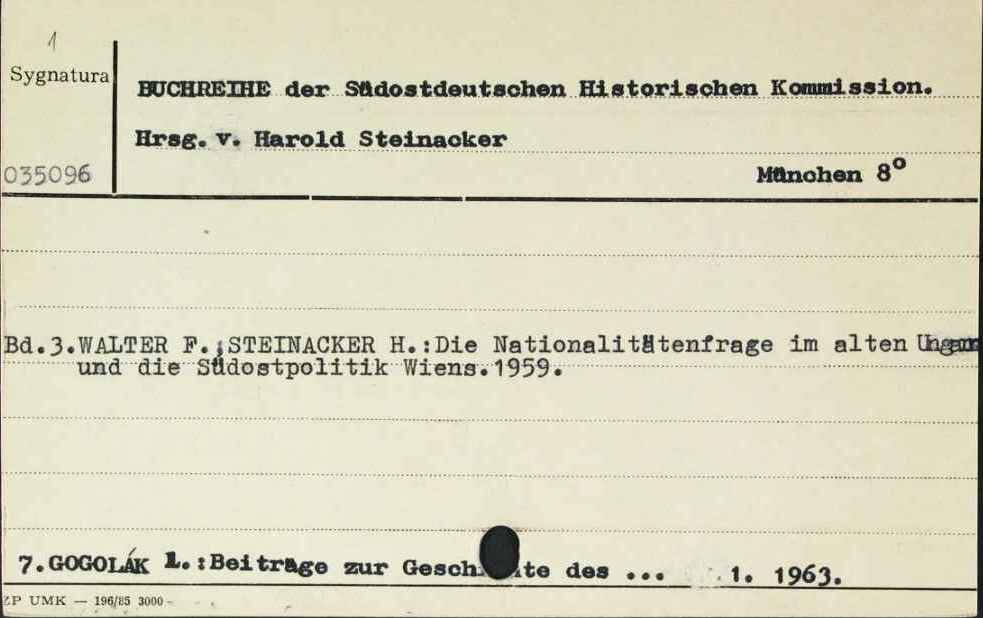 1
Sygnatura
BUCHREIHE der Südostdeutschen Historischen Kommission.
Hrsg. v. Harold Steinacker
035096
München 8°
Bd.3.WALTER F.;STEINACKER H.:Die Nationalitätenfrage im alten Ungarn
und die Südostpolitik Wiens.1959.
7.GOGOLÁK L.:Beiträge zur des ... 1. 1963.
ZP UMK — 196/85 3000